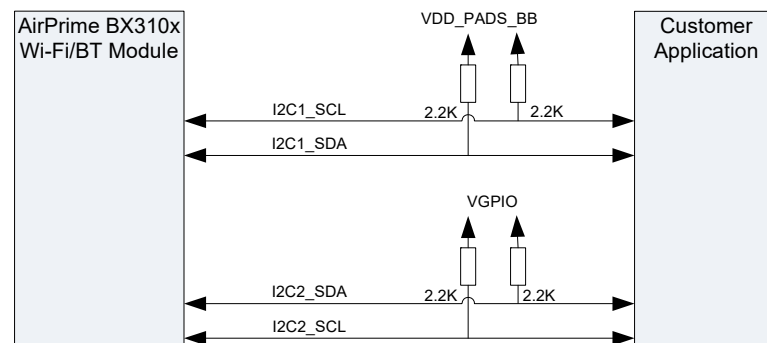 AirPrime BX310x
Wi-Fi/BT Module
VDD_PADS_BB
Customer
Application
I2C1_SCL
2.2K
2.2K
I2C1_SDA
VGPIO
I2C2_SDA
2.2K
2.2K
I2C2_SCL